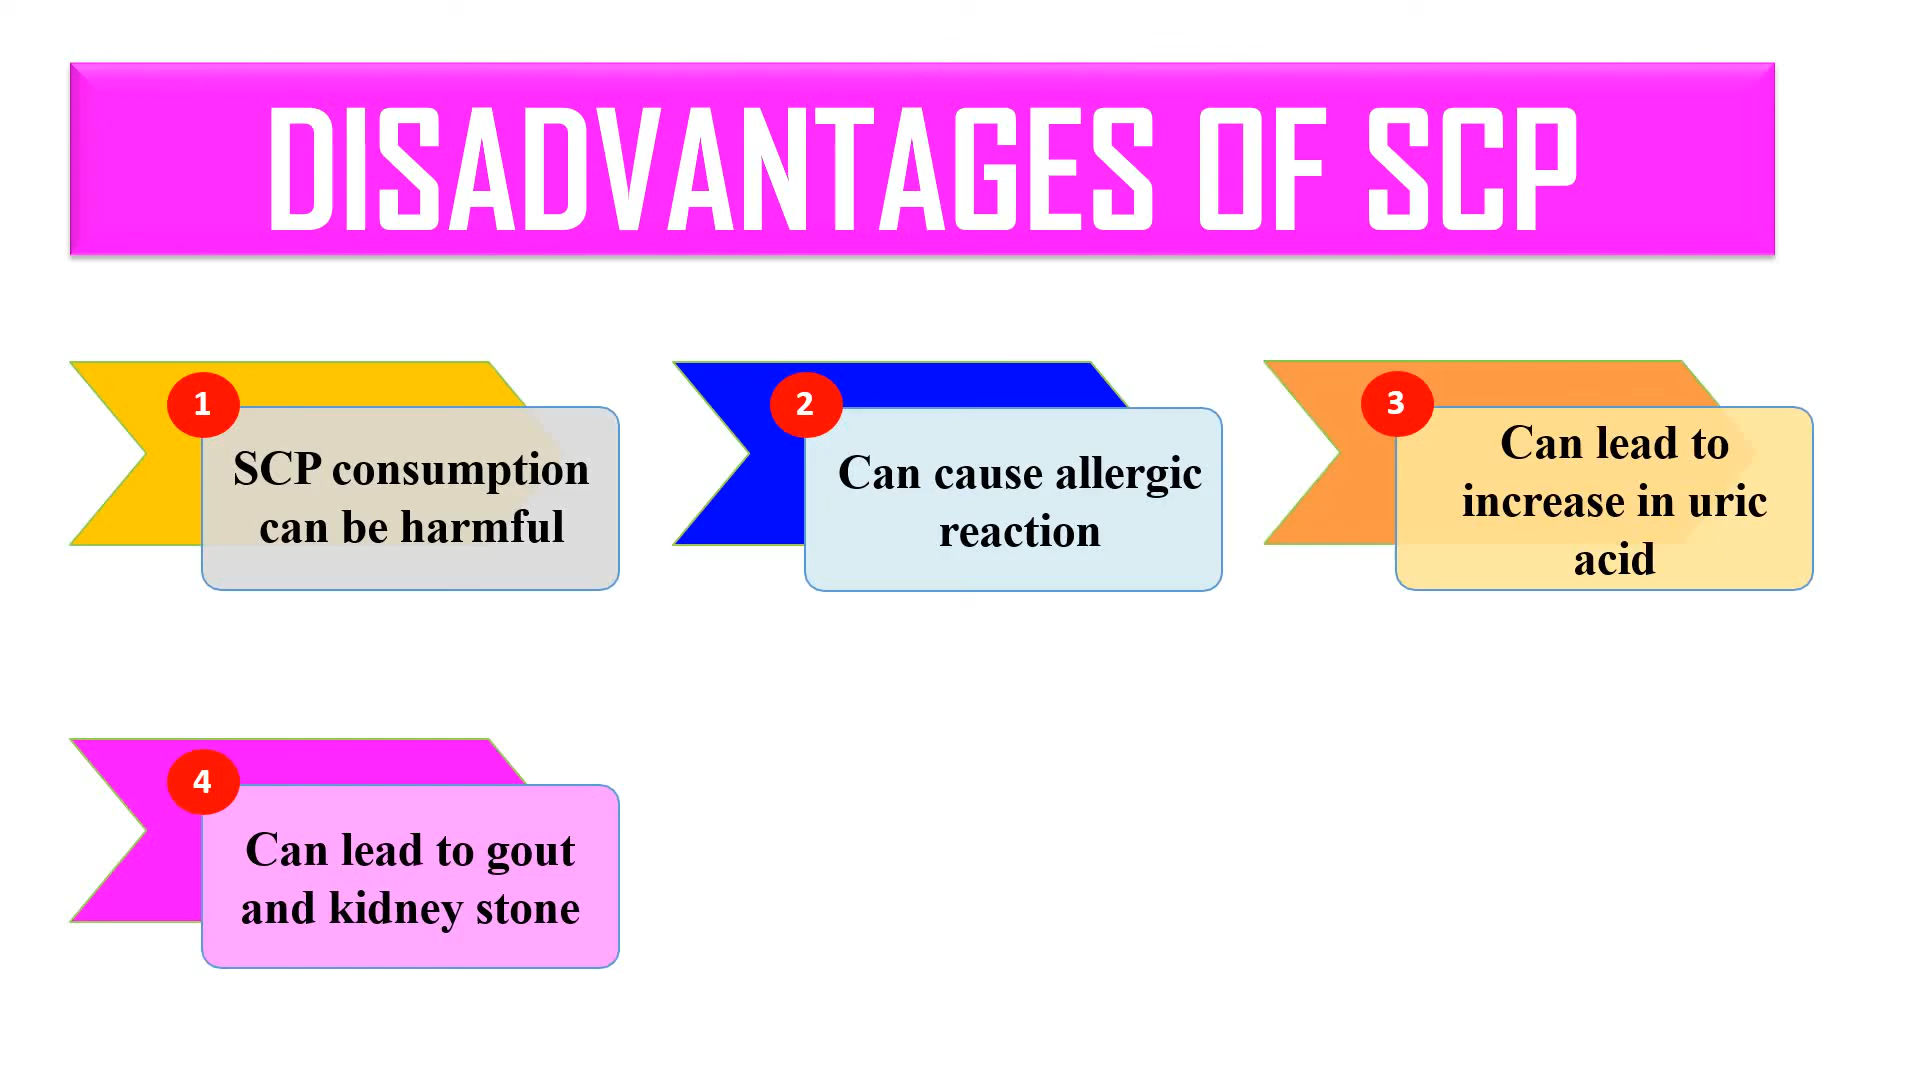 DISADVANTAGES OF SCP
1
SCP consumption
can be harmful
2
Can cause allergic
reaction
3
Can lead to
increase in uric
acid
4
Can lead to gout
and kidney stone